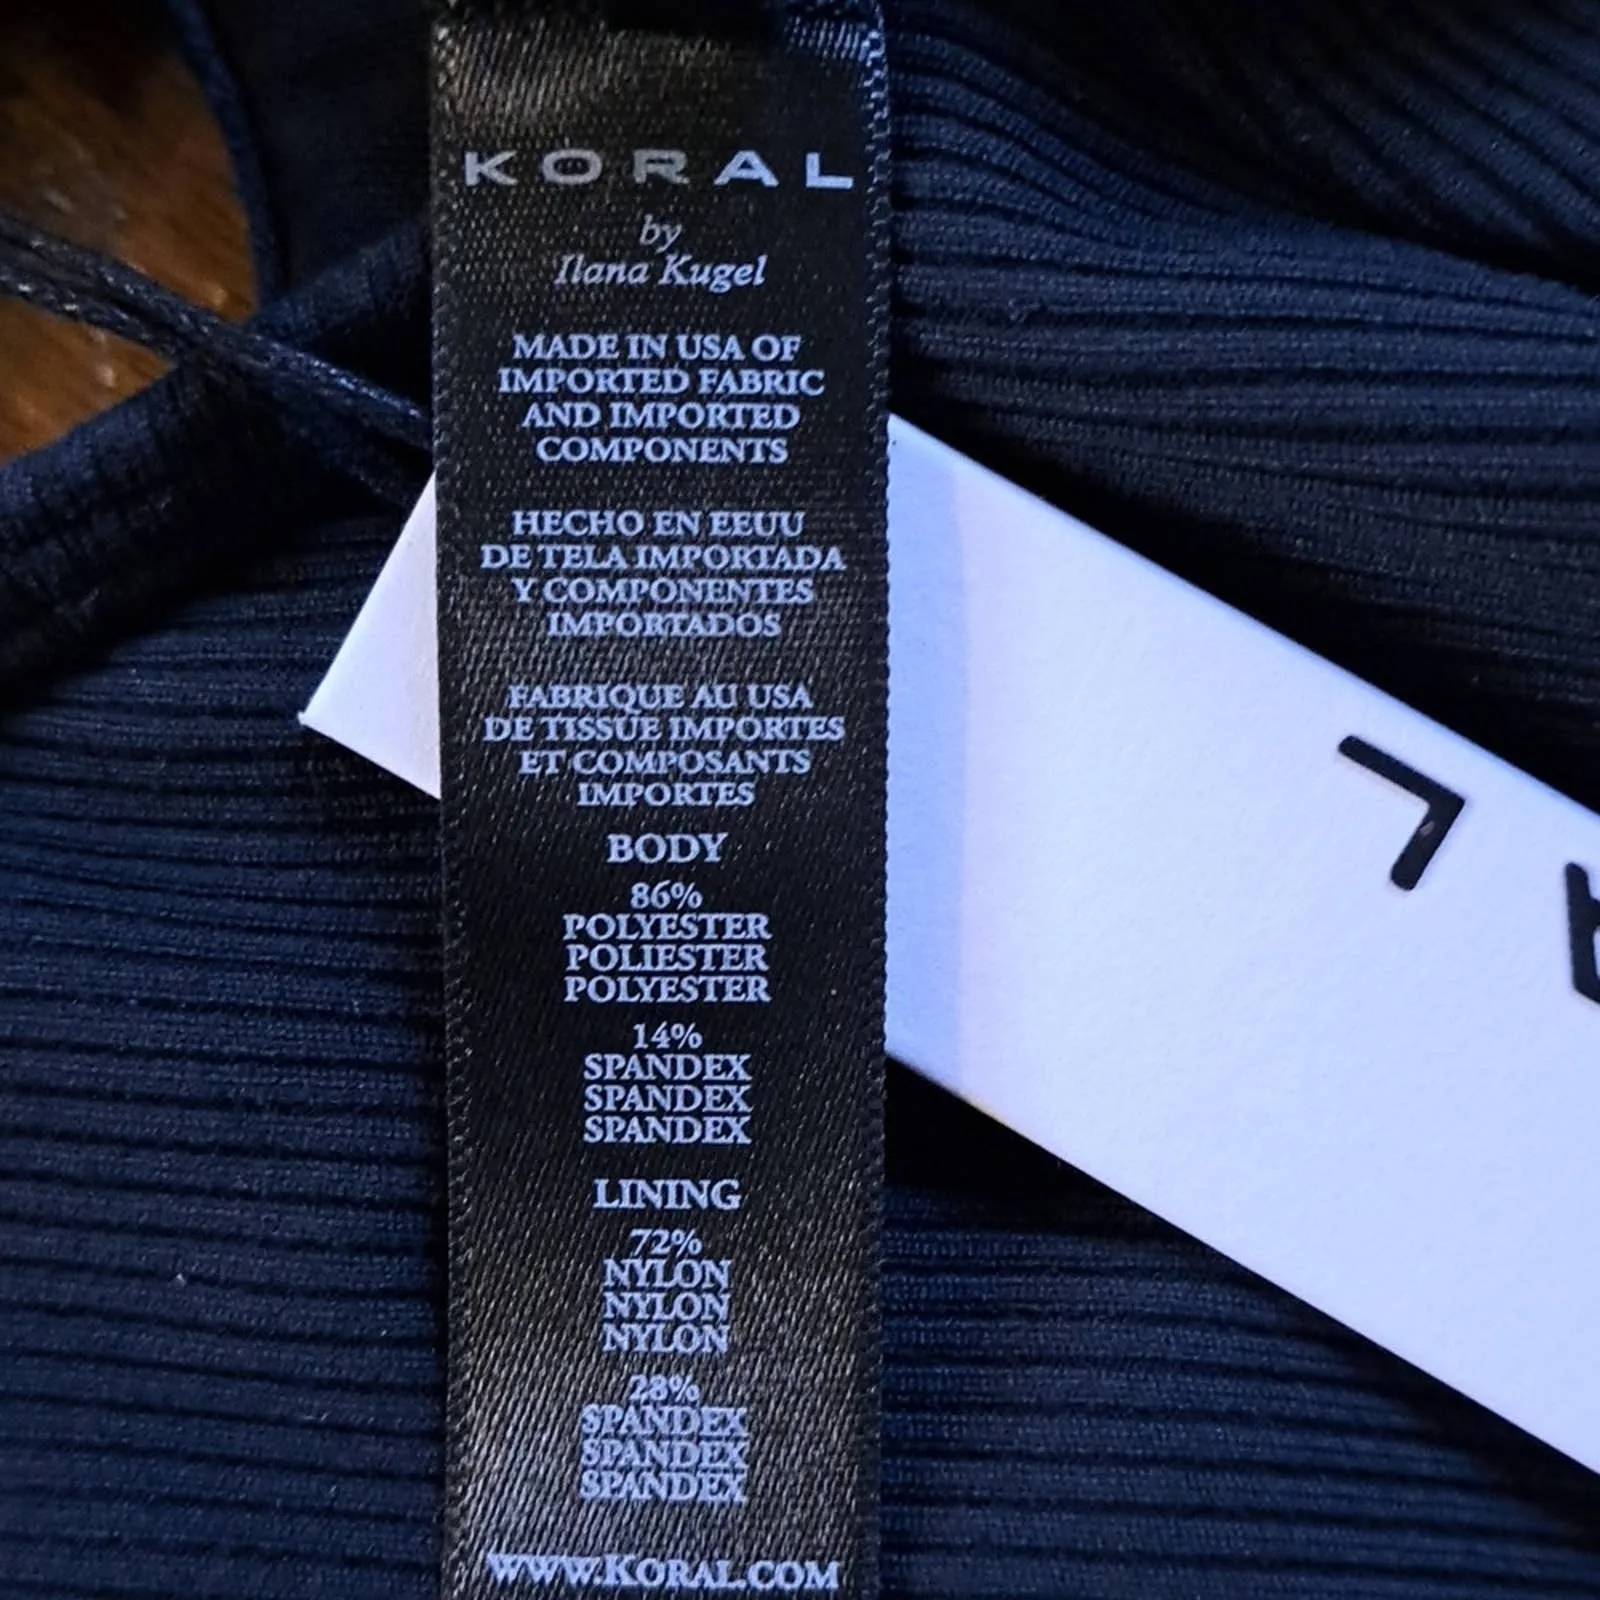 KORAL
by
Ilana Kugel
MADE IN USA OF
IMPORTED FABRIC
AND IMPORTED
COMPONENTS
HECHO EN EEUU
DE TELA IMPORTADA
Y COMPONENTES
IMPORTADOS
FABRIQUE AU USA
DE TISSUE IMPORTES
ET COMPOSANTS
IMPORTES
BODY
86%
POLYESTER
POLIESTER
POLYESTER
14%
SPANDEX
SPANDEX
SPANDEX
LINING
72%
NYLON
NYLON
NYLON
28%
SPANDEX
SPANDEX
SPANDEX
WWW.KORAL.COM
A L